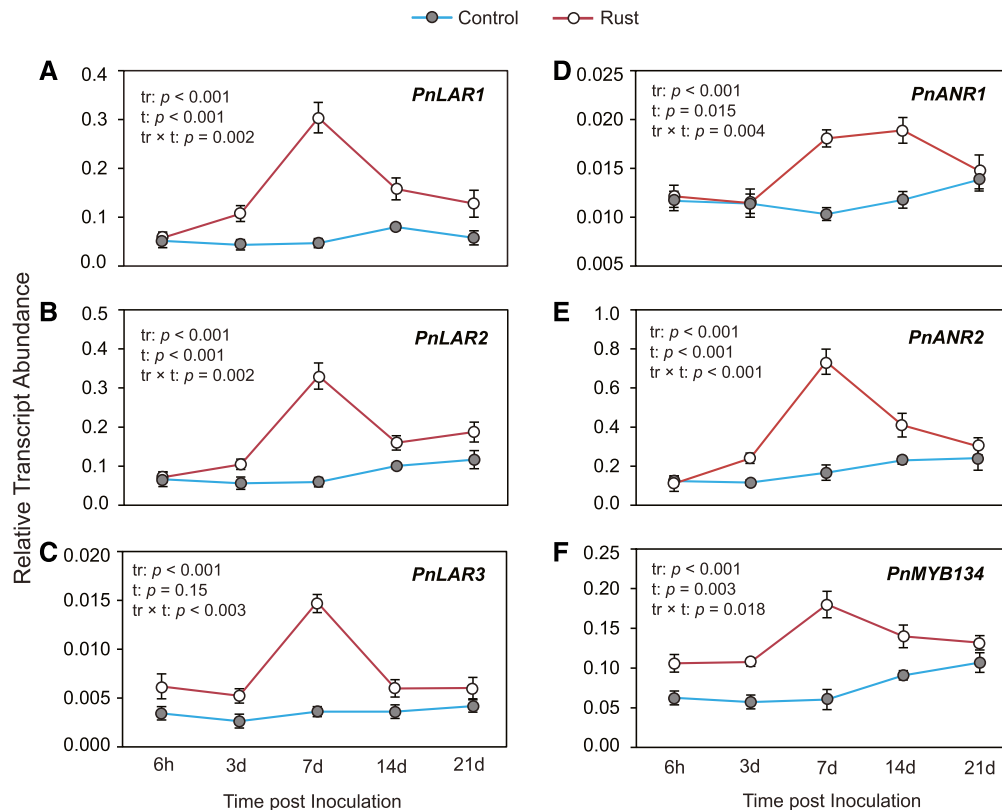 Control Rust
Relative Transcript Abundance
A
PnLAR1
tr: p < 0.001
t: p < 0.001
tr × t: p = 0.002
0.4
0.3
0.2
0.1
0.0
B
PnLAR2
tr: p < 0.001
t: p < 0.001
tr × t: p = 0.002
0.5
0.4
0.3
0.2
0.1
0.0
C
PnLAR3
tr: p < 0.001
t: p = 0.15
tr × t: p < 0.003
0.020
0.015
0.010
0.005
0.000
6h 3d 7d 14d 21d
Time post Inoculation
D
PnANR1
tr: p < 0.001
t: p = 0.015
tr × t: p = 0.004
0.025
0.020
0.015
0.010
0.005
E
PnANR2
tr: p < 0.001
t: p < 0.001
tr × t: p < 0.001
1.0
0.8
0.6
0.4
0.2
0.0
F
PnMYB134
tr: p < 0.001
t: p = 0.003
tr × t: p = 0.018
0.25
0.20
0.15
0.10
0.05
0.00
6h 3d 7d 14d 21d
Time post Inoculation